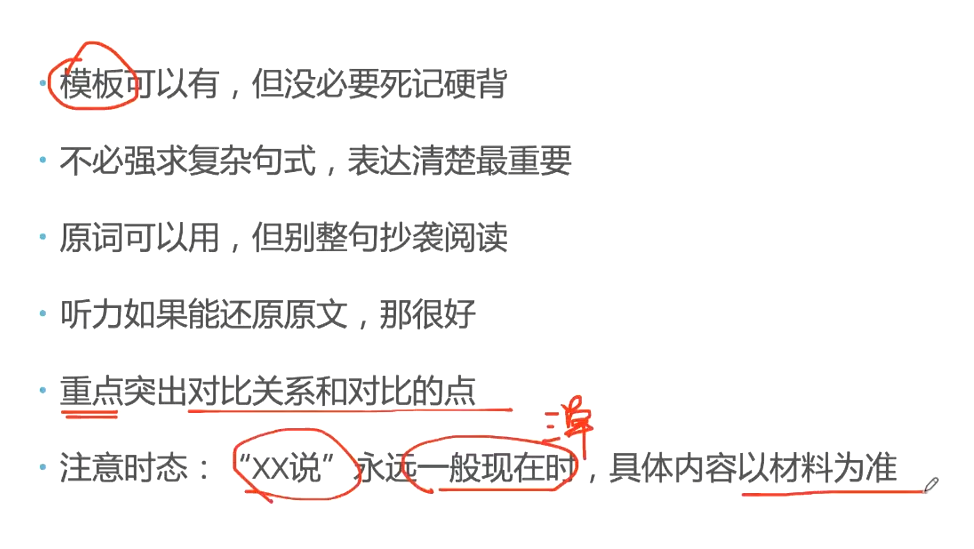 · 模板可以有，但没必要死记硬背
· 不必强求复杂句式，表达清楚最重要
· 原词可以用，但别整句抄袭阅读
· 听力如果能还原原文，那很好
· 重点突出对比关系和对比的点
· 注意时态：“XX说”永远一般现在时，具体内容以材料为准